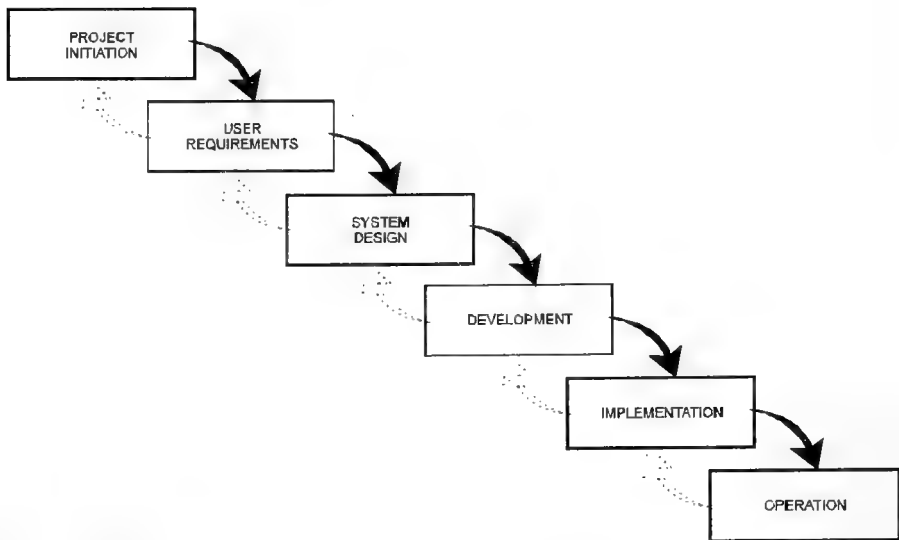 PROJECT
INITIATION
USER
REQUIREMENTS
SYSTEM
DESIGN
DEVELOPMENT
IMPLEMENTATION
OPERATION